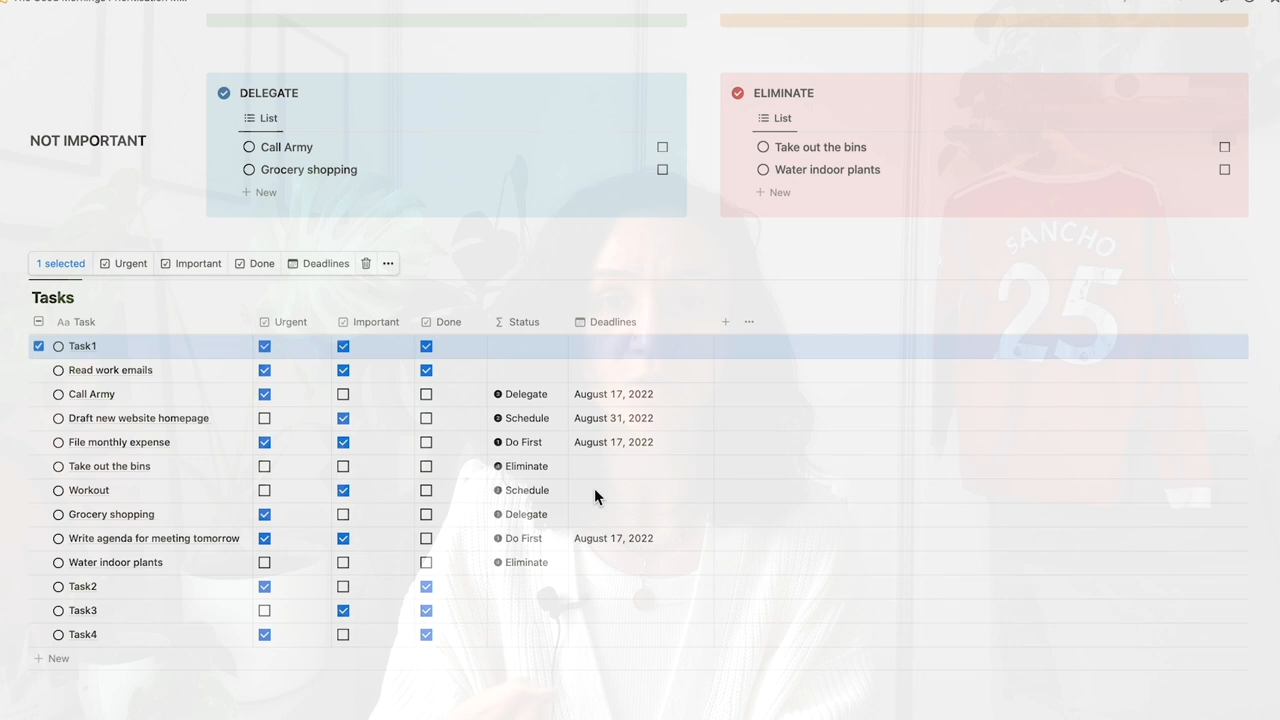 DELEGATE
List
Call Army
Grocery shopping
New
ELIMINATE
List
Take out the bins
Water indoor plants
New
NOT IMPORTANT
SANCHO
25
1 selected Urgent Important Done Deadlines
Tasks
Aa Task Urgent Important Done Status Deadlines
Task1
Read work emails
Call Army Delegate August 17, 2022
Draft new website homepage Schedule August 31, 2022
File monthly expense Do First August 17, 2022
Take out the bins Eliminate
Workout Schedule
Grocery shopping Delegate
Write agenda for meeting tomorrow Do First August 17, 2022
Water indoor plants Eliminate
Task2
Task3
Task4
New